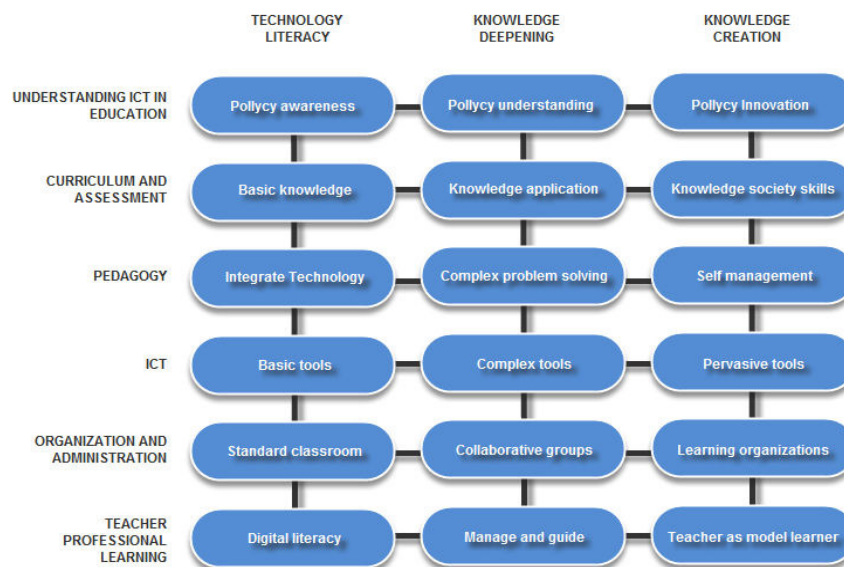 TECHNOLOGY
LITERACY
KNOWLEDGE
DEEPENING
KNOWLEDGE
CREATION
UNDERSTANDING ICT IN
EDUCATION
Pollycy awareness
Pollycy understanding
Pollycy Innovation
CURRICULUM AND
ASSESSMENT
Basic knowledge
Knowledge application
Knowledge society skills
PEDAGOGY
Integrate Technology
Complex problem solving
Self management
ICT
Basic tools
Complex tools
Pervasive tools
ORGANIZATION AND
ADMINISTRATION
Standard classroom
Collaborative groups
Learning organizations
TEACHER
PROFESSIONAL
LEARNING
Digital literacy
Manage and guide
Teacher as model learner